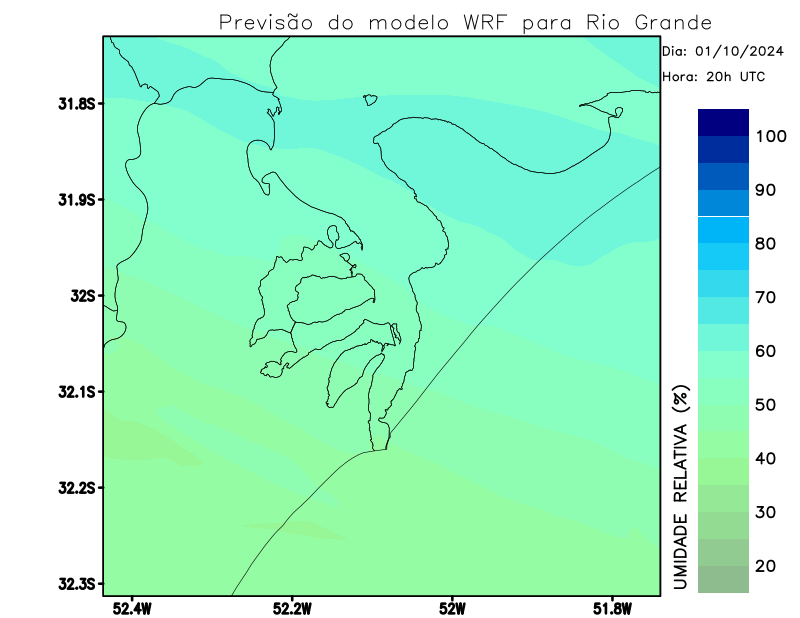 Previsão do modelo WRF para Rio Grande
Dia: 01/10/2024
Hora: 20h UTC
31.8S
31.9S
32S
32.1S
32.2S
32.3S
52.4W
52.2W
52W
51.8W
100
90
80
70
60
50
40
30
20
UMIDADE RELATIVA (%)